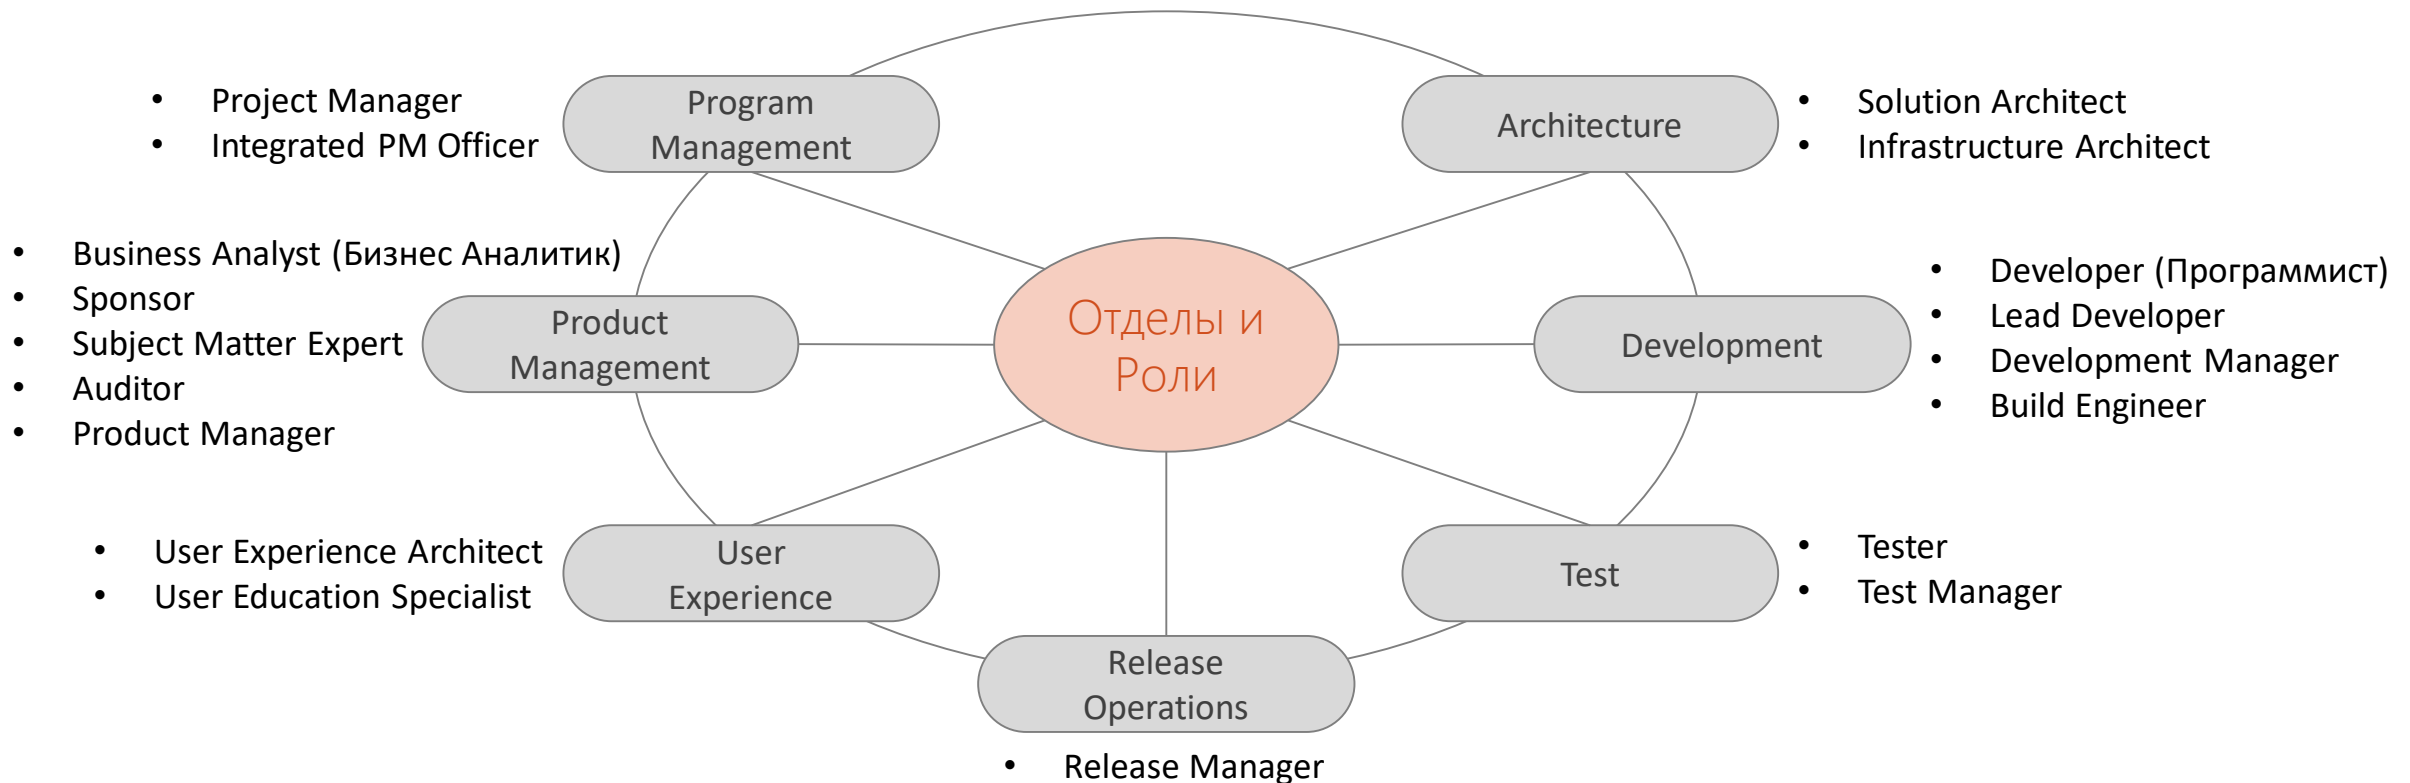 • Project Manager
• Integrated PM Officer
Program
Management
Architecture
• Solution Architect
• Infrastructure Architect
• Business Analyst (Бизнес Аналитик)
• Sponsor
• Subject Matter Expert
• Auditor
• Product Manager
Product
Management
Отделы и
Роли
Development
• Developer (Программист)
• Lead Developer
• Development Manager
• Build Engineer
• User Experience Architect
• User Education Specialist
User
Experience
Test
• Tester
• Test Manager
Release
Operations
• Release Manager